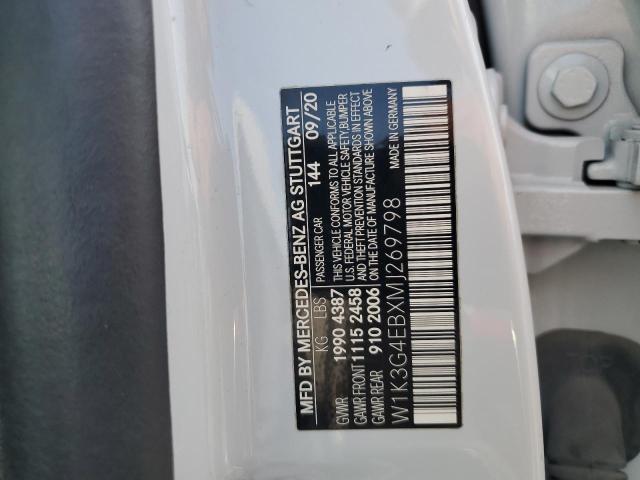 MFD BY MERCEDES-BENZ AG STUTTGART
KG LBS PASSENGER CAR 144 09/20
GVWR 1990 4387 THIS VEHICLE CONFORMS TO ALL APPLICABLE
GAWR FRONT 1115 2458 U.S. FEDERAL MOTOR VEHICLE SAFETY, BUMPER
AND THEFT PREVENTION STANDARDS IN EFFECT
GAWR REAR 910 2006 ON THE DATE OF MANUFACTURE SHOWN ABOVE
W1K3G4EBXMJ269798 MADE IN GERMANY